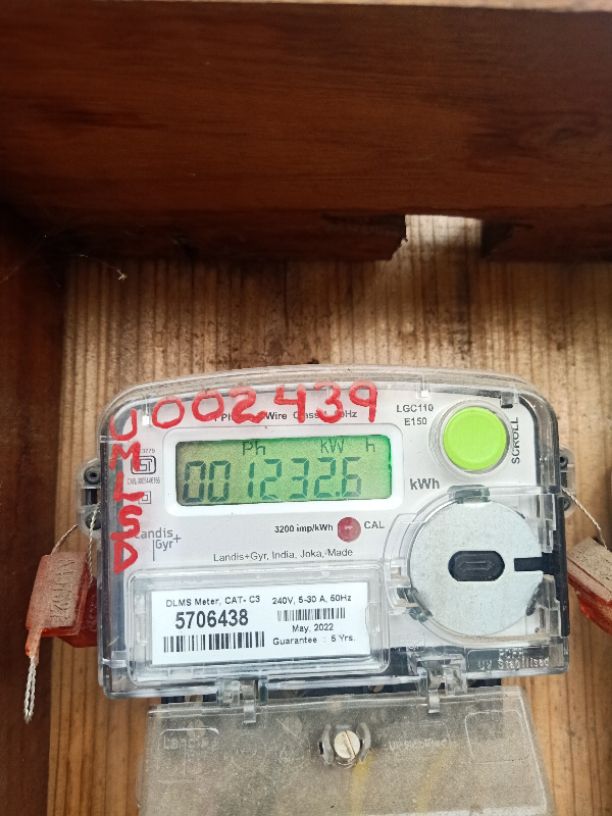 002439
UMLSD
Wire
LGC110
E150
SCROLL
Ph kW h
001232.6
kWh
Landis
Gyr+
3200 imp/kWh CAL
Landis+Gyr, India, Joka,-Made
DLMS Meter, CAT- C3 240V, 5-30 A, 50Hz
5706438
May, 2022
Guarantee : 5 Yrs.